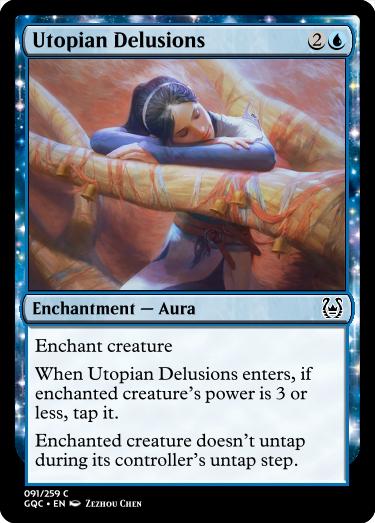 Utopian Delusions 2
Enchantment — Aura
Enchant creature
When Utopian Delusions enters, if
enchanted creature's power is 3 or
less, tap it.
Enchanted creature doesn't untap
during its controller's untap step.
091/259 C
GQC • EN Zezhou Chen